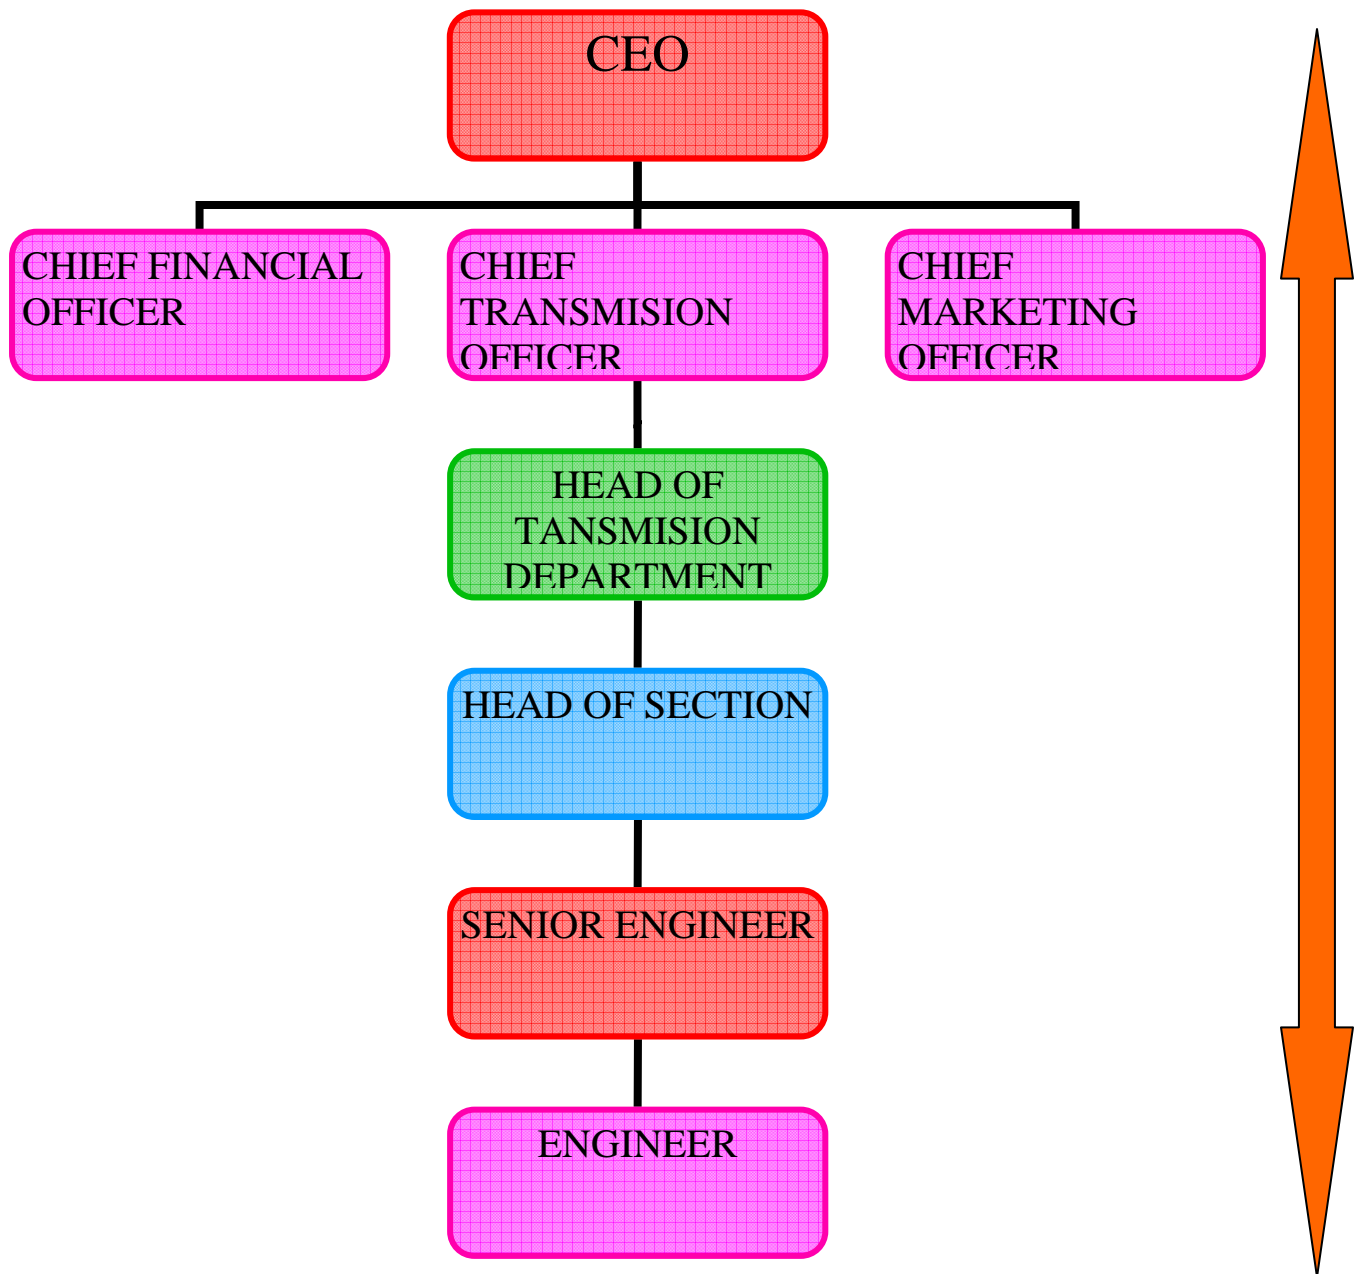 CEO
CHIEF FINANCIAL
OFFICER
CHIEF
TRANSMISION
OFFICER
CHIEF
MARKETING
OFFICER
HEAD OF
TANSMISION
DEPARTMENT
HEAD OF SECTION
SENIOR ENGINEER
ENGINEER